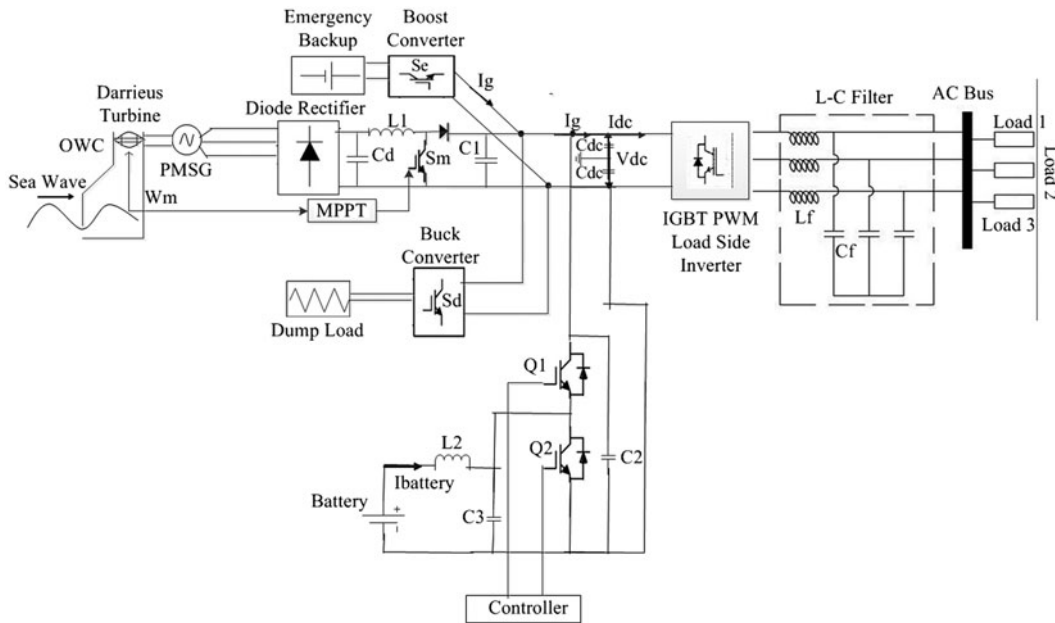 Emergency
Backup
Boost
Converter
Se
Ig
Darrieus
Turbine
Diode Rectifier
L1
OWC
PMSG
Cd
Sm
C1
Sea Wave
Wm
MPPT
Ig
Idc
Cdc
Cdc
Vdc
IGBT PWM
Load Side
Inverter
L-C Filter
Lf
Cf
AC Bus
Load 1
Load 2
Load 3
Buck
Converter
Sd
Dump Load
Q1
Q2
L2
C2
Ibattery
Battery
+
-
C3
Controller